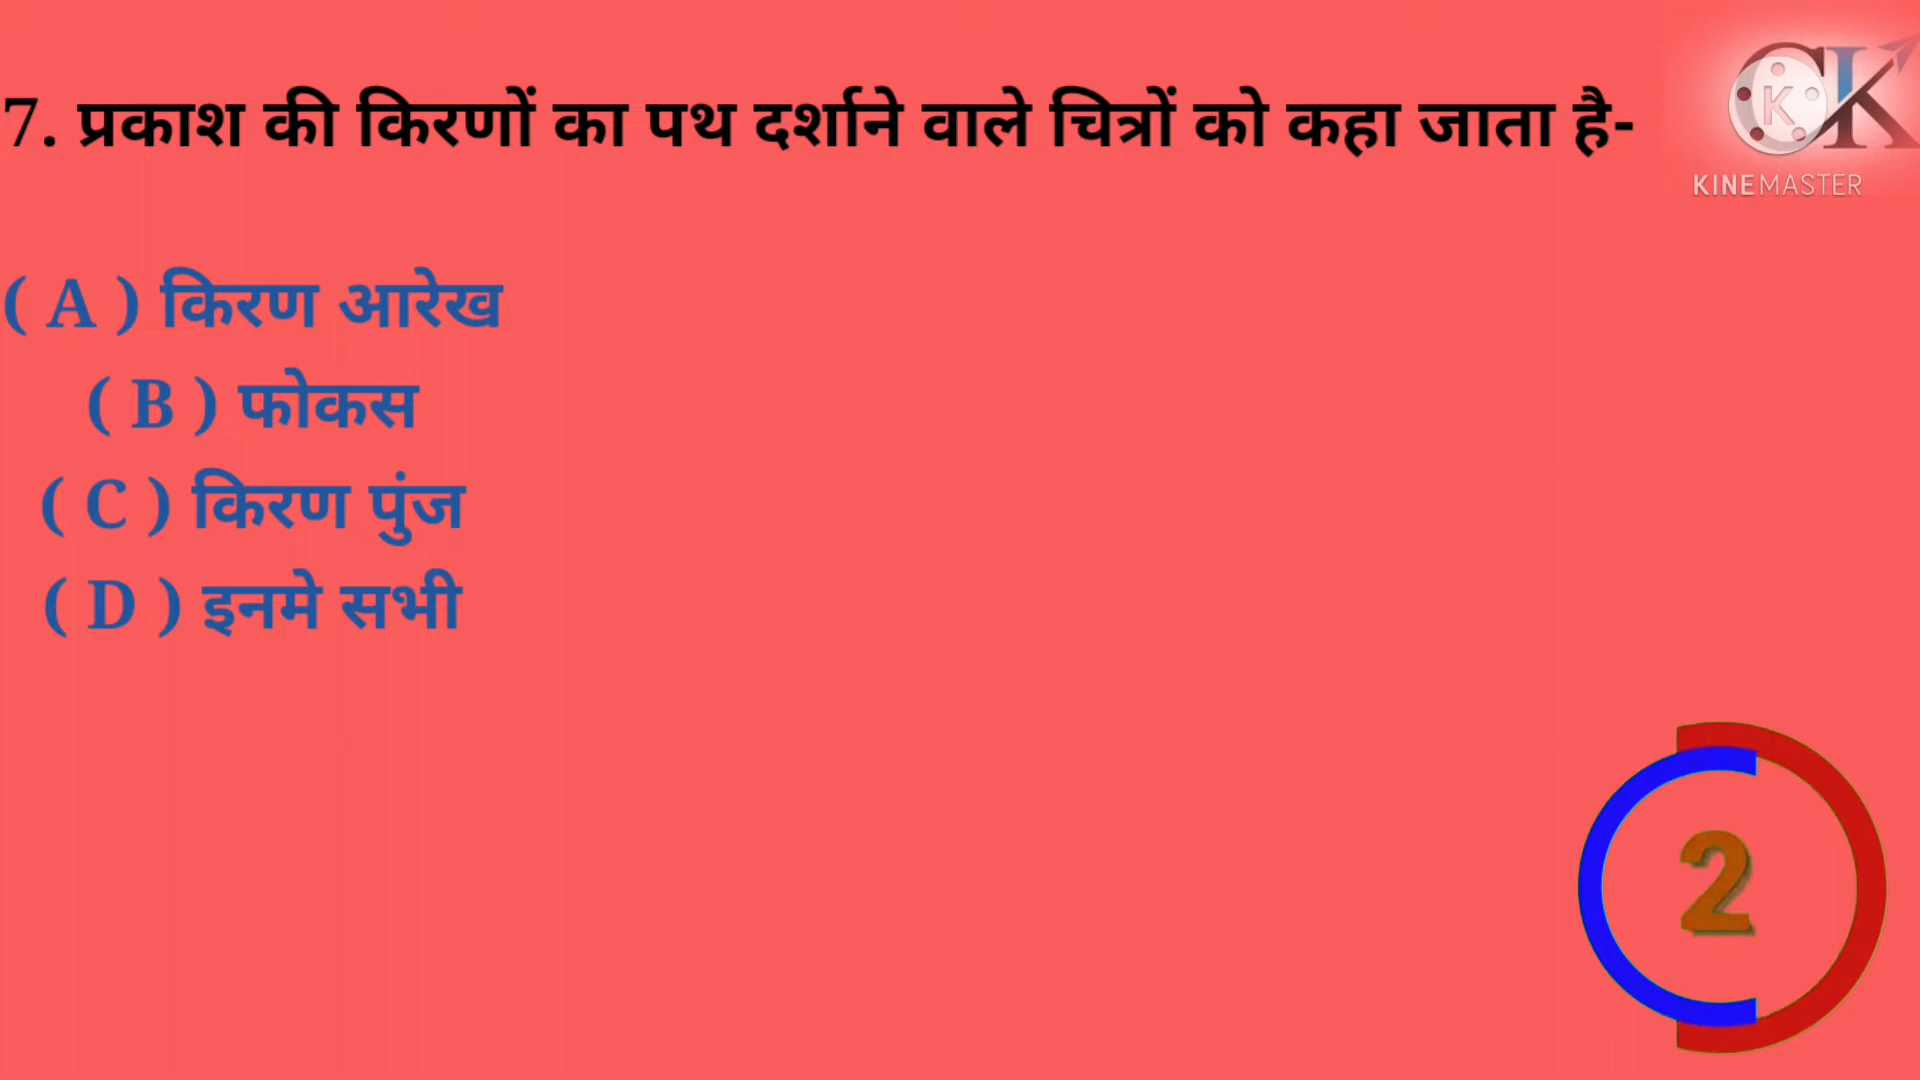 7. प्रकाश की किरणों का पथ दर्शाने वाले चित्रों को कहा जाता है-
( A ) किरण आरेख
( B ) फोकस
( C ) किरण पुंज
( D ) इनमे सभी
K
KINEMASTER
2